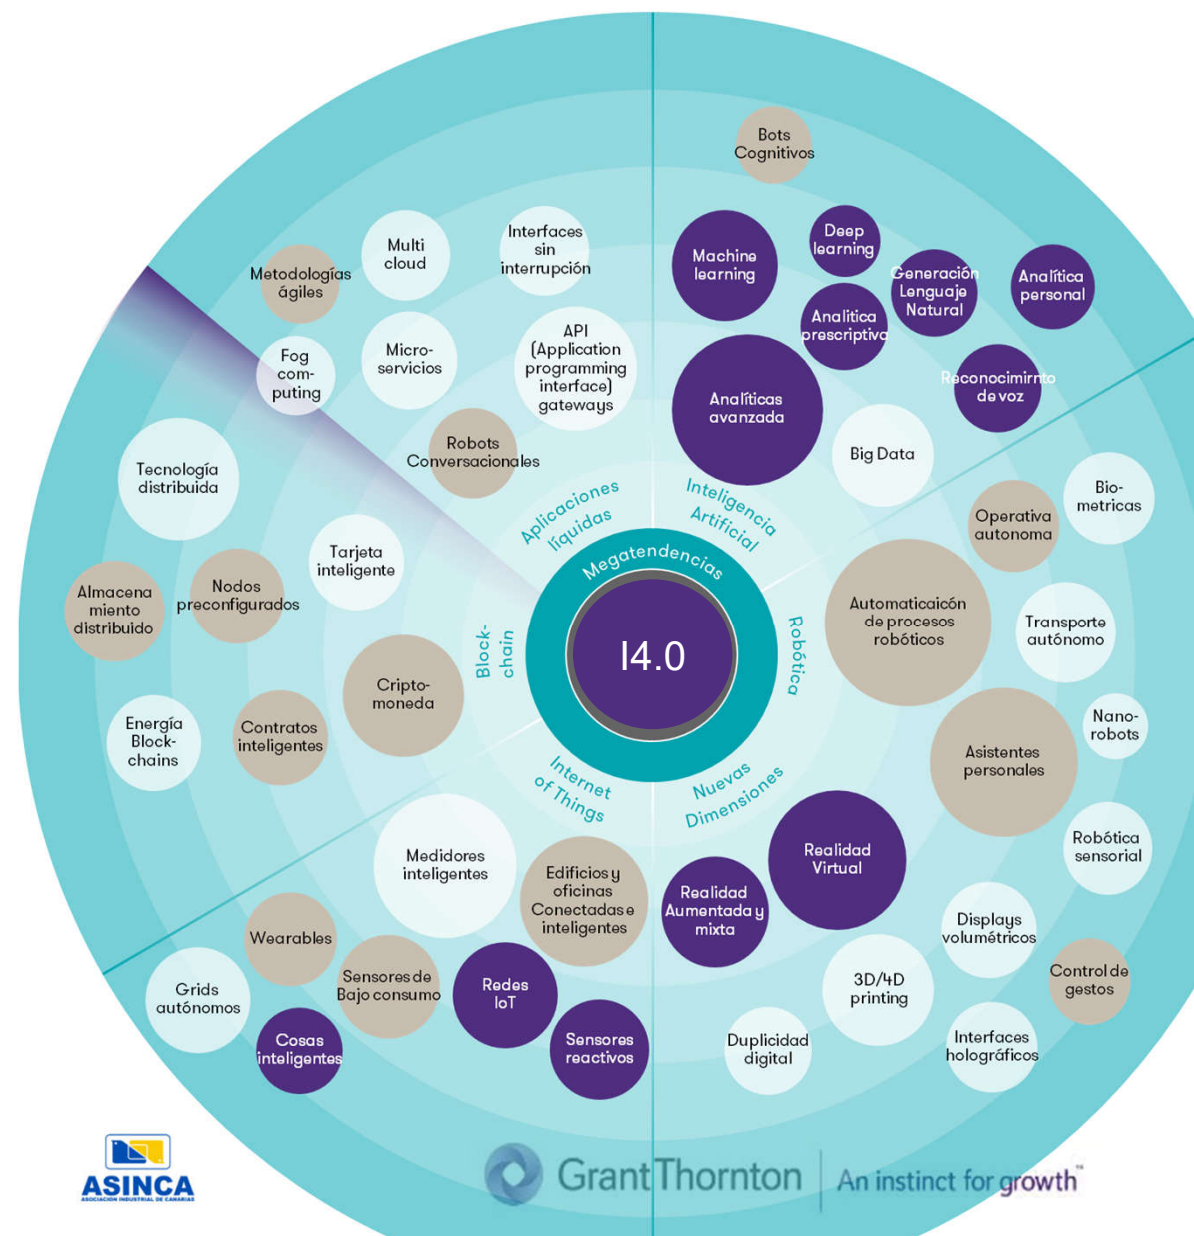 Bots
Cognitivos
Machine
learning
Deep
learning
Generación
Lenguaje
Natural
Analítica
personal
Analitica
prescriptiva
Reconocimirnto
de voz
Analíticas
avanzada
Big Data
Interfaces
sin
interrupción
Multi
cloud
Metodologías
ágiles
Fog
com-
puting
Micro-
servicios
API
(Application
programming
interface)
gateways
Robots
Conversacionales
Aplicaciones
líquidas
Inteligencia
Artificial
Megatendencias
I4.0
Block-
chain
Robótica
Internet
of Things
Nuevas
Dimensiones
Tecnología
distribuida
Tarjeta
inteligente
Nodos
preconfigurados
Almacena
miento
distribuido
Cripto-
moneda
Contratos
inteligentes
Energía
Block-
chains
Bio-
metricas
Operativa
autonoma
Automaticaicón
de procesos
robóticos
Transporte
autónomo
Nano-
robots
Asistentes
personales
Robótica
sensorial
Medidores
inteligentes
Edificios y
oficinas
Conectadas e
inteligentes
Wearables
Sensores de
Bajo consumo
Redes
IoT
Grids
autónomos
Cosas
inteligentes
Sensores
reactivos
Realidad
Virtual
Realidad
Aumentada y
mixta
Displays
volumétricos
3D/4D
printing
Control de
gestos
Duplicidad
digital
Interfaces
holográficos
ASINCA
ASOCIACIÓN INDUSTRIAL DE CANARIAS
GrantThornton
An instinct for growth™